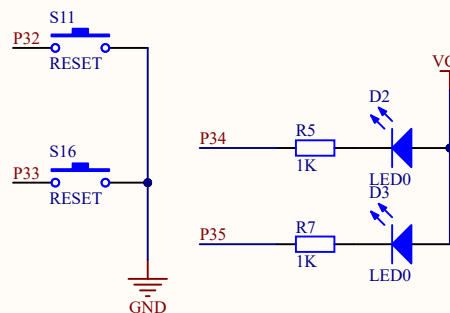 S11
P32
RESET
S16
P33
RESET
GND
VC
D2
P34
R5
1K
LED0
D3
P35
R7
1K
LED0